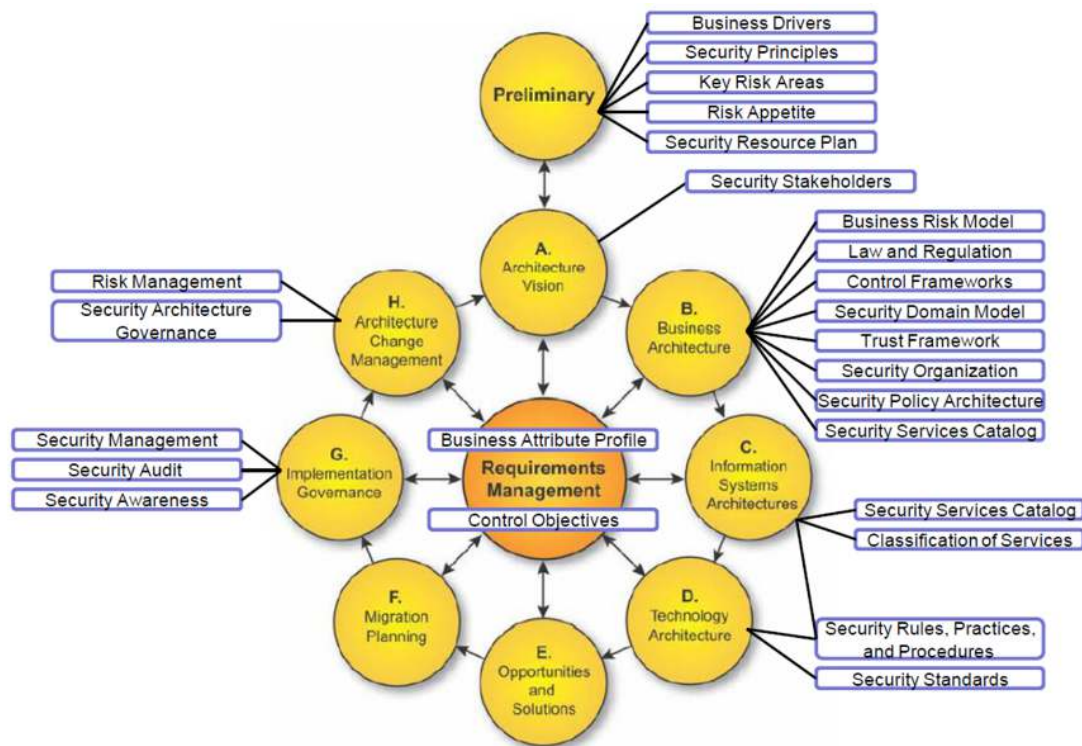 Business Drivers
Security Principles
Key Risk Areas
Risk Appetite
Security Resource Plan
Preliminary
Security Stakeholders
A.
Architecture
Vision
Business Risk Model
Law and Regulation
Control Frameworks
Security Domain Model
Trust Framework
Security Organization
Security Policy Architecture
Security Services Catalog
B.
Business
Architecture
Risk Management
Security Architecture
Governance
H.
Architecture
Change
Management
Business Attribute Profile
Requirements
Management
Control Objectives
Security Management
Security Audit
Security Awareness
G.
Implementation
Governance
C.
Information
Systems
Architectures
Security Services Catalog
Classification of Services
F.
Migration
Planning
D.
Technology
Architecture
Security Rules, Practices,
and Procedures
Security Standards
E.
Opportunities
and
Solutions